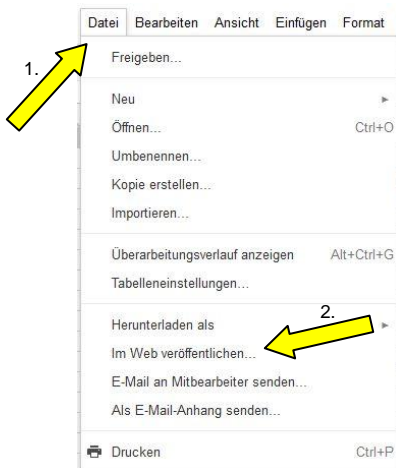 Datei Bearbeiten Ansicht Einfügen Format
1.
Freigeben...
Neu
Öffnen... Ctrl+O
Umbenennen...
Kopie erstellen...
Importieren...
Überarbeitungsverlauf anzeigen Alt+Ctrl+G
Tabelleneinstellungen...
2.
Herunterladen als
Im Web veröffentlichen...
E-Mail an Mitbearbeiter senden...
Als E-Mail-Anhang senden...
Drucken Ctrl+P